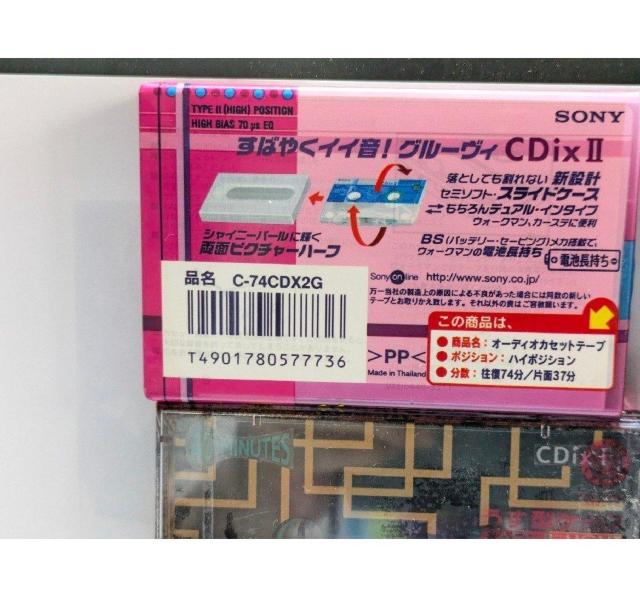 TYPE II (HIGH) POSITION
HIGH BIAS 70 μs EQ
SONY
すばやくイイ音!グルーヴィ CDixⅡ
落としても割れない 新設計
セミソフト・スライドケース
⇄もちろんデュアル・インタイプ
ウォークマン、カーステに便利
シャイニーパールに輝く
両面ピクチャーハーフ
BS(バッテリー・セービング)メカ搭載で、
ウォークマンの電池長持ち 電池長持ち
Sony online http://www.sony.co.jp/
万一当社の製造上の原因による不良があった場合には同数の新しい
テープとお取りかえ致します。それ以外の責はご容赦願います。
品名 C-74CDX2G
T4901780577736
>PP<
Made in Thailand
この商品は、
商品名:オーディオカセットテープ
ポジション:ハイポジション
分数:往復74分/片面37分
MINUTES
CDix I